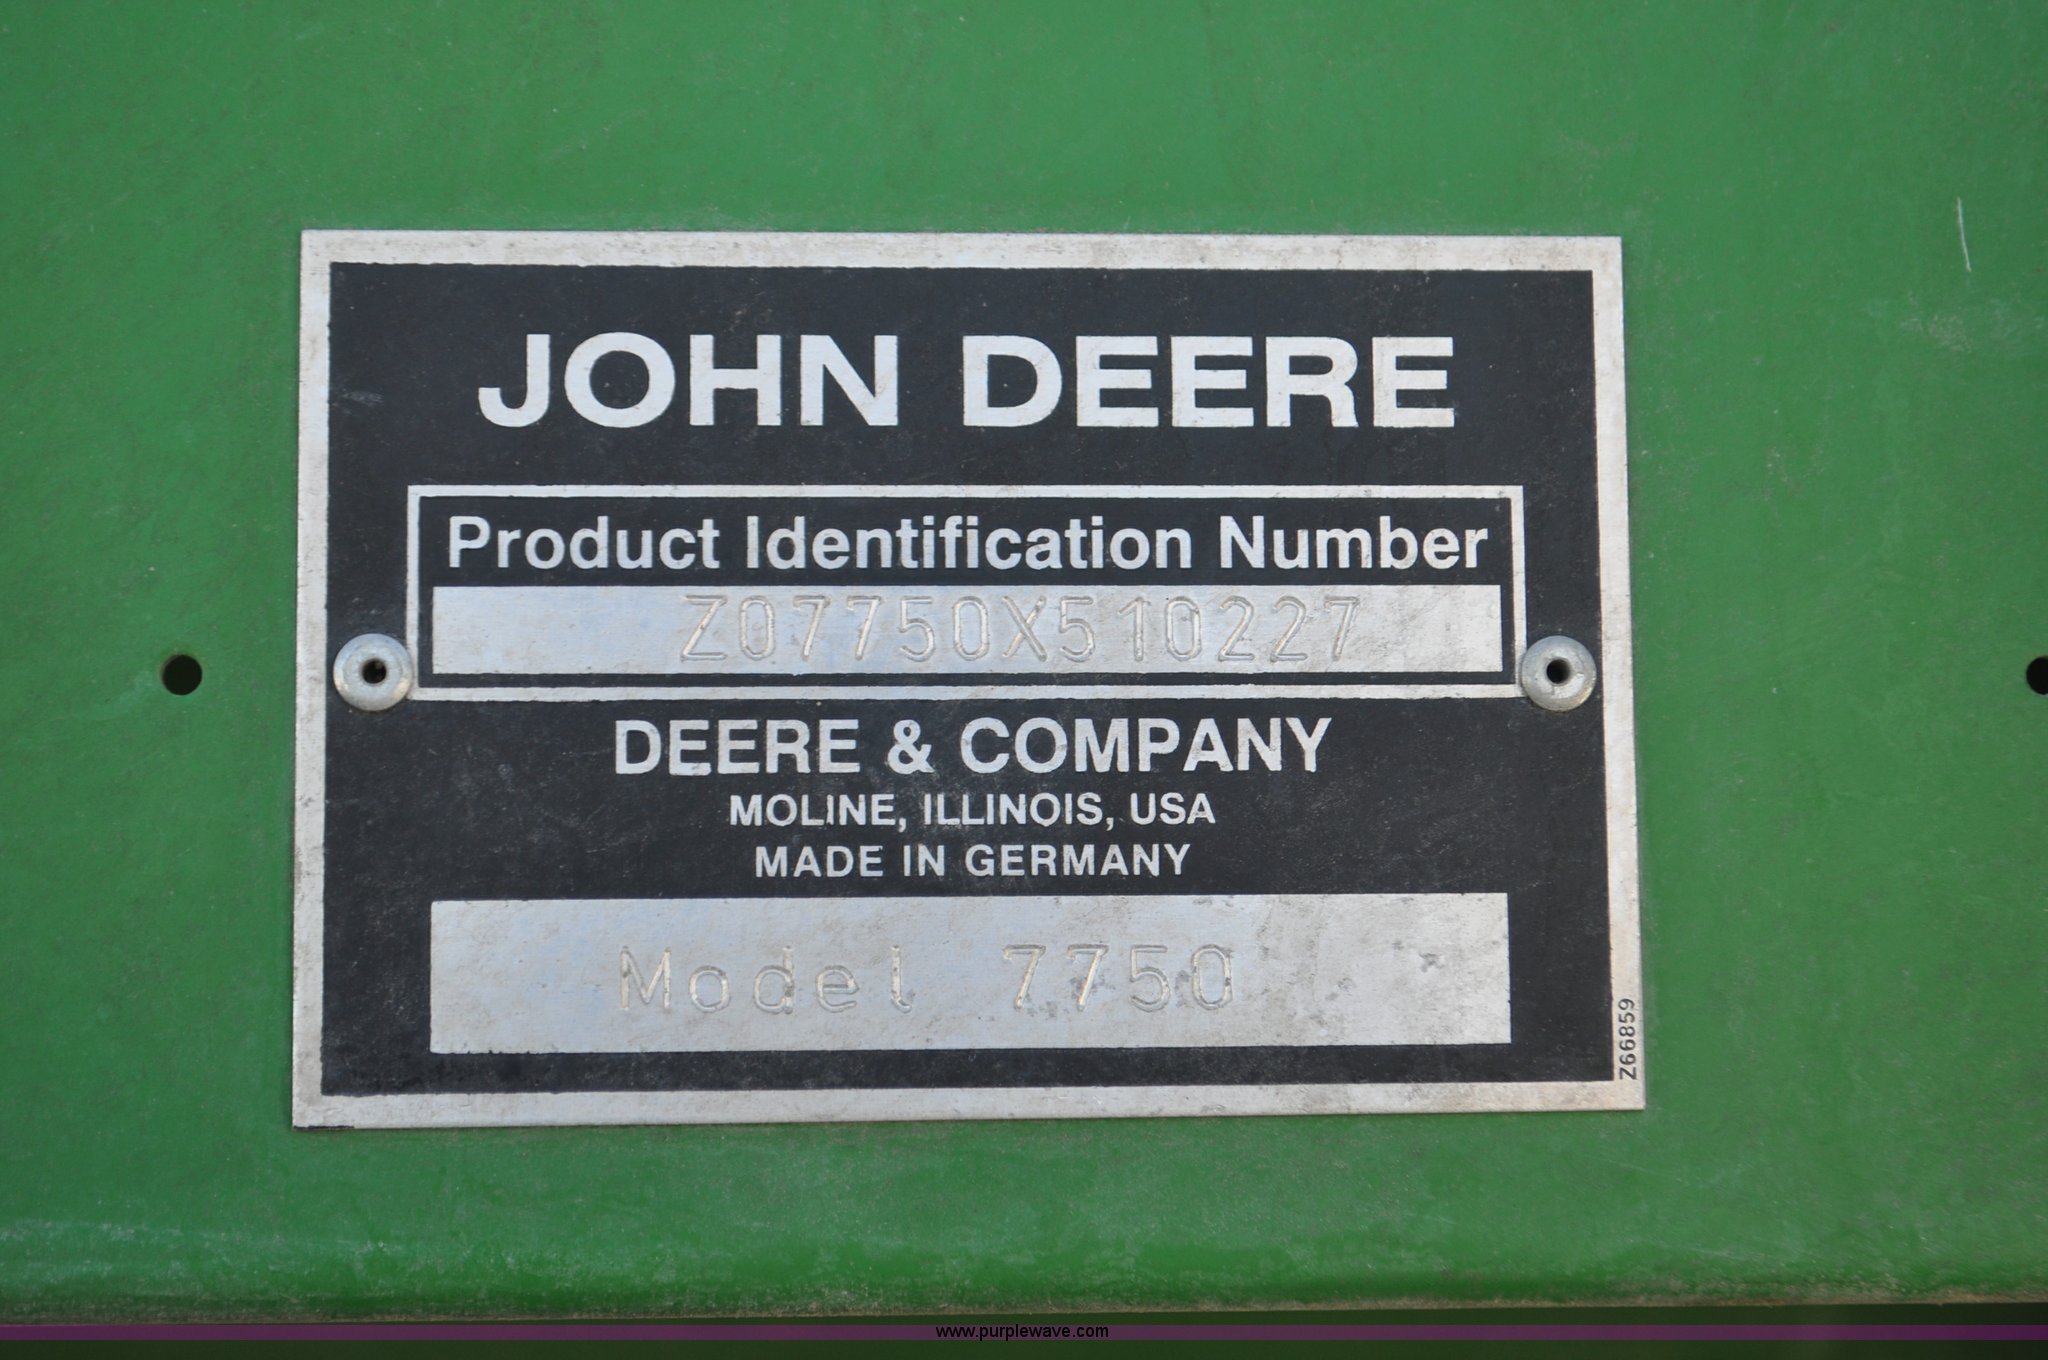 JOHN DEERE
Product Identification Number
Z07750X510227
DEERE & COMPANY
MOLINE, ILLINOIS, USA
MADE IN GERMANY
Model 7750
Z66859
www.purplewave.com